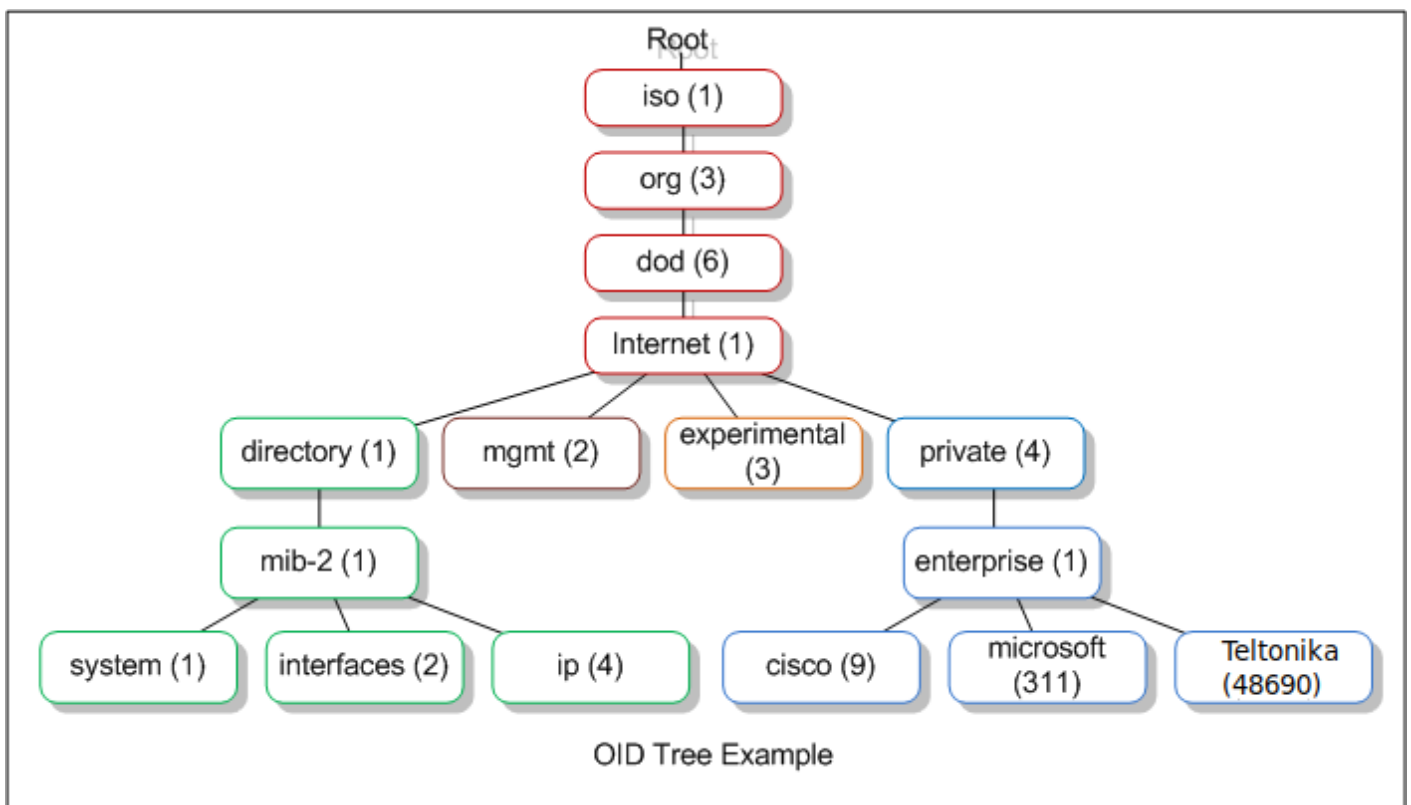 Root
iso (1)
org (3)
dod (6)
Internet (1)
directory (1)
mgmt (2)
experimental
(3)
private (4)
mib-2 (1)
enterprise (1)
system (1)
interfaces (2)
ip (4)
cisco (9)
microsoft
(311)
Teltonika
(48690)
OID Tree Example